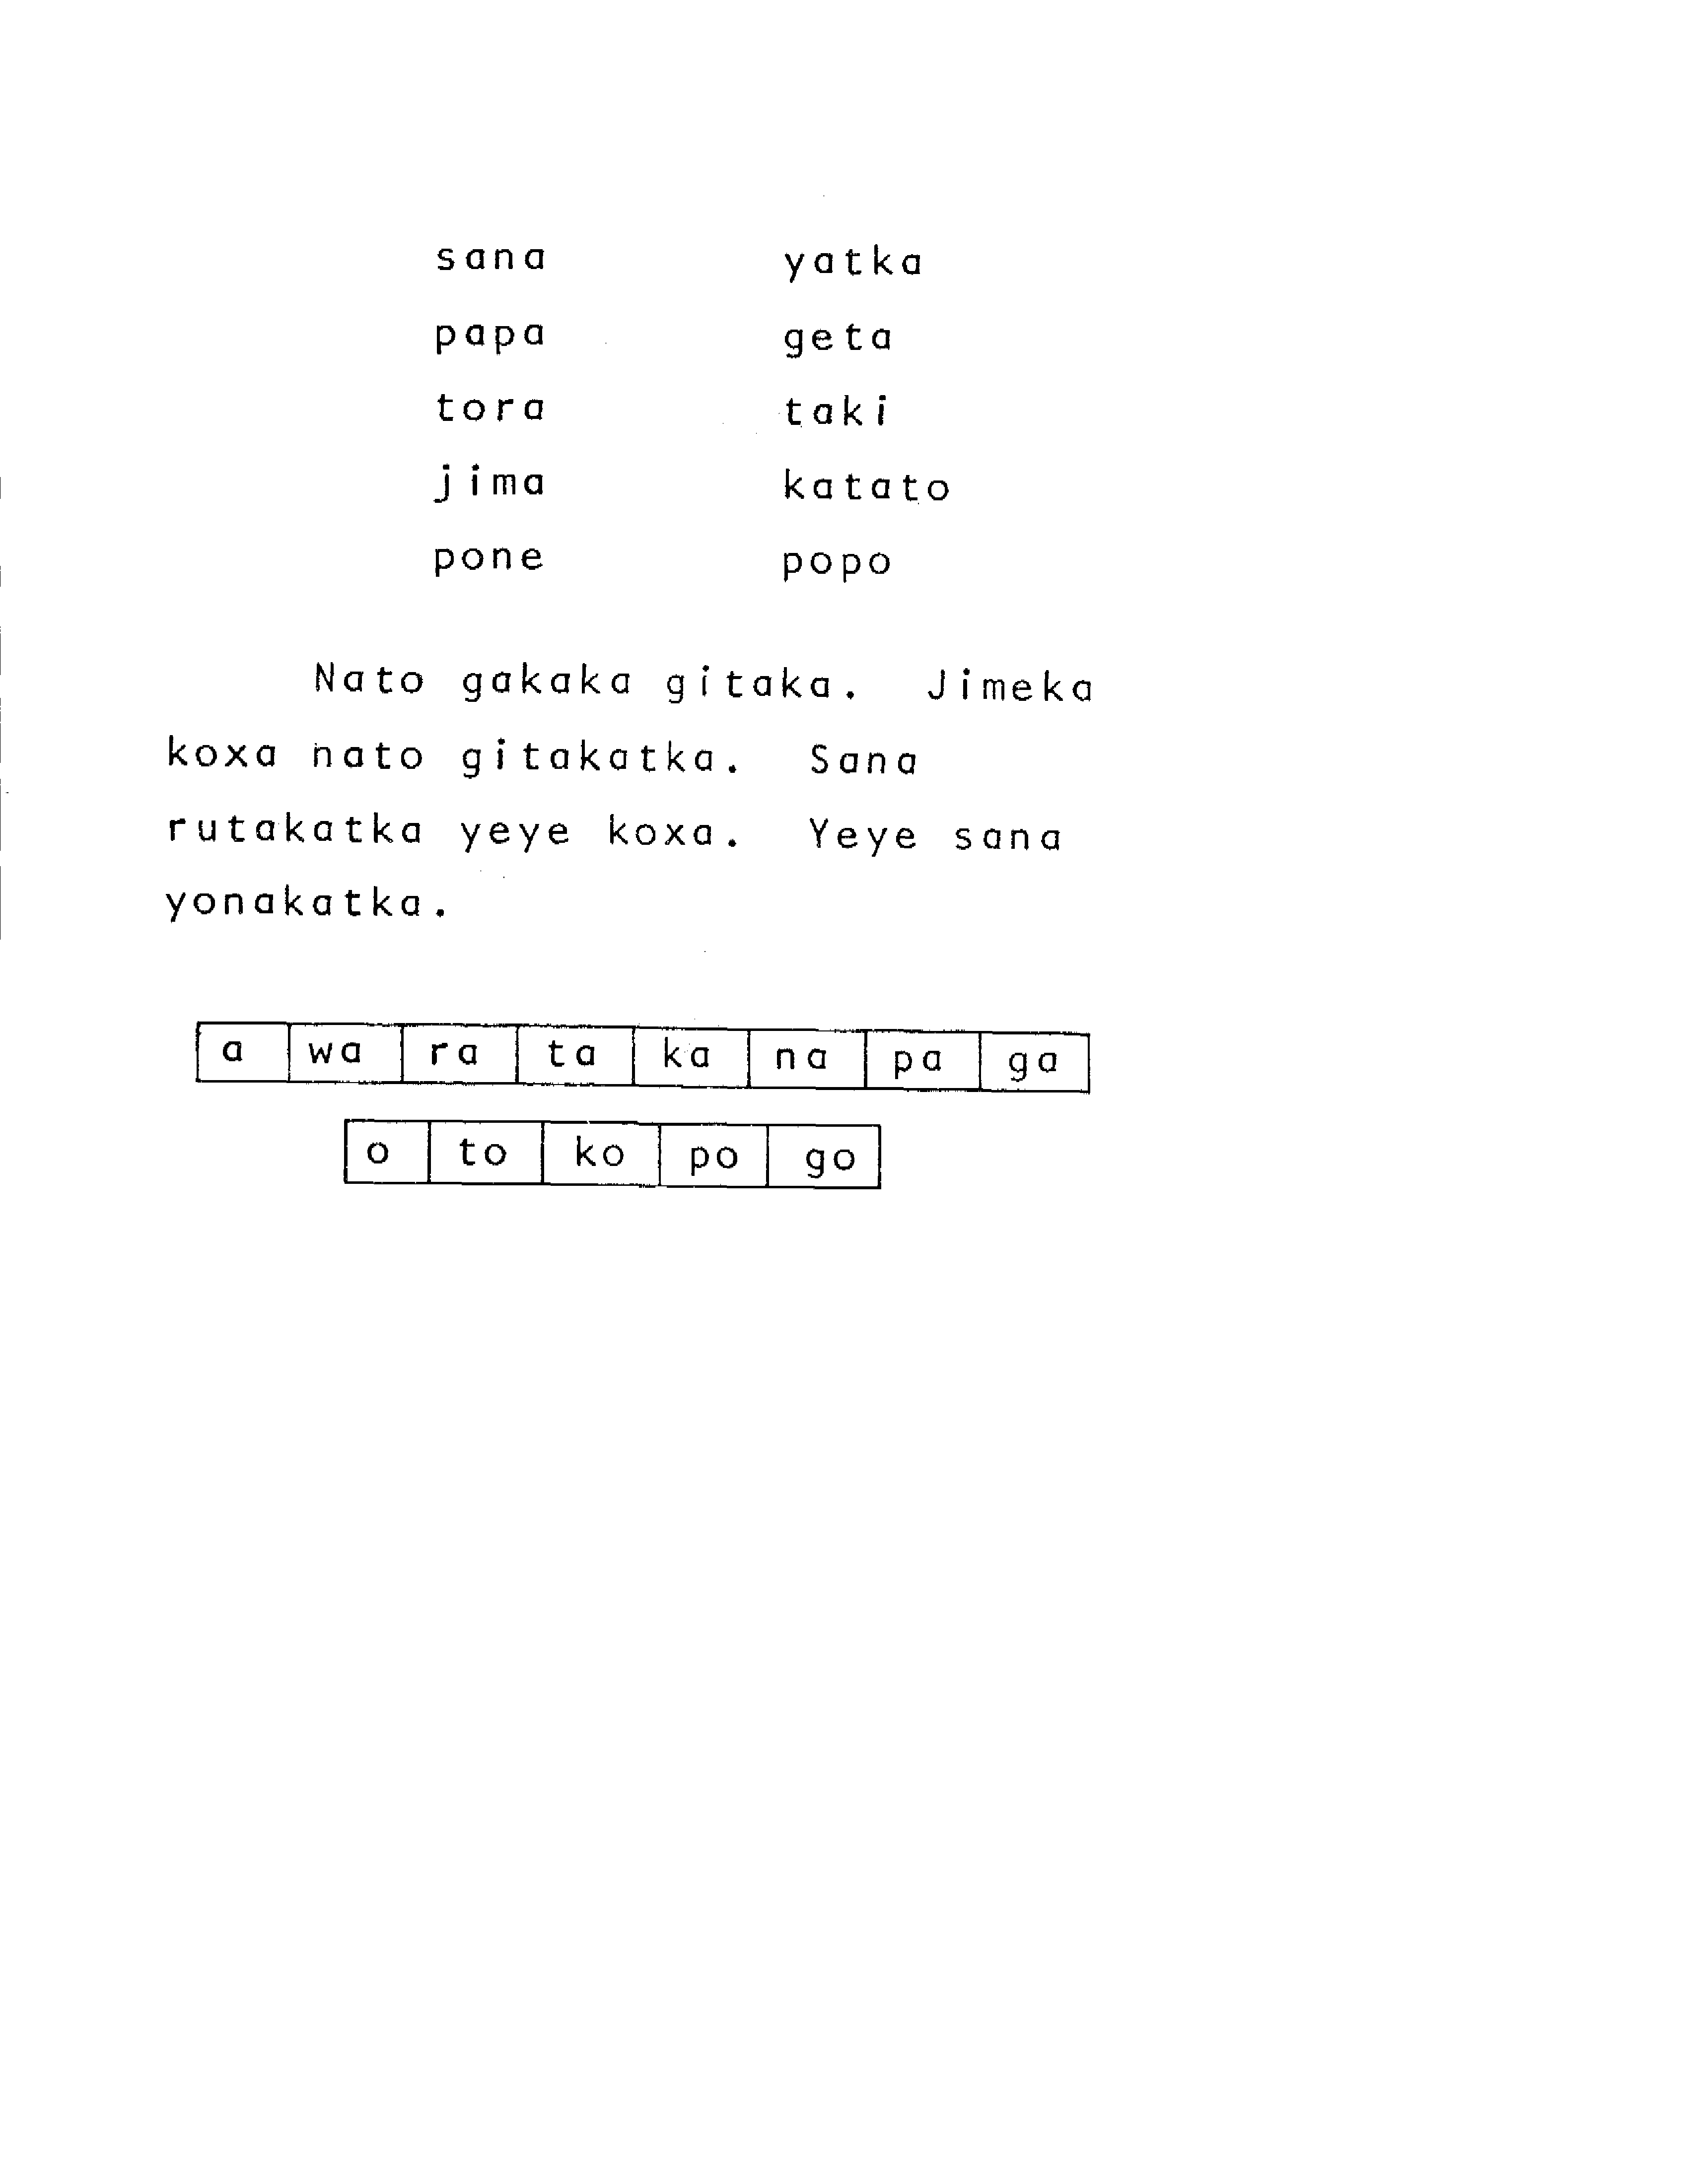 sana yatka
papa geta
tora taki
jima katato
pone popo
Nato gakaka gitaka. Jimeka
koxa nato gitakatka. Sana
rutakatka yeye koxa. Yeye sana
yonakatka.
a wa ra ta ka na pa ga
o to ko po go